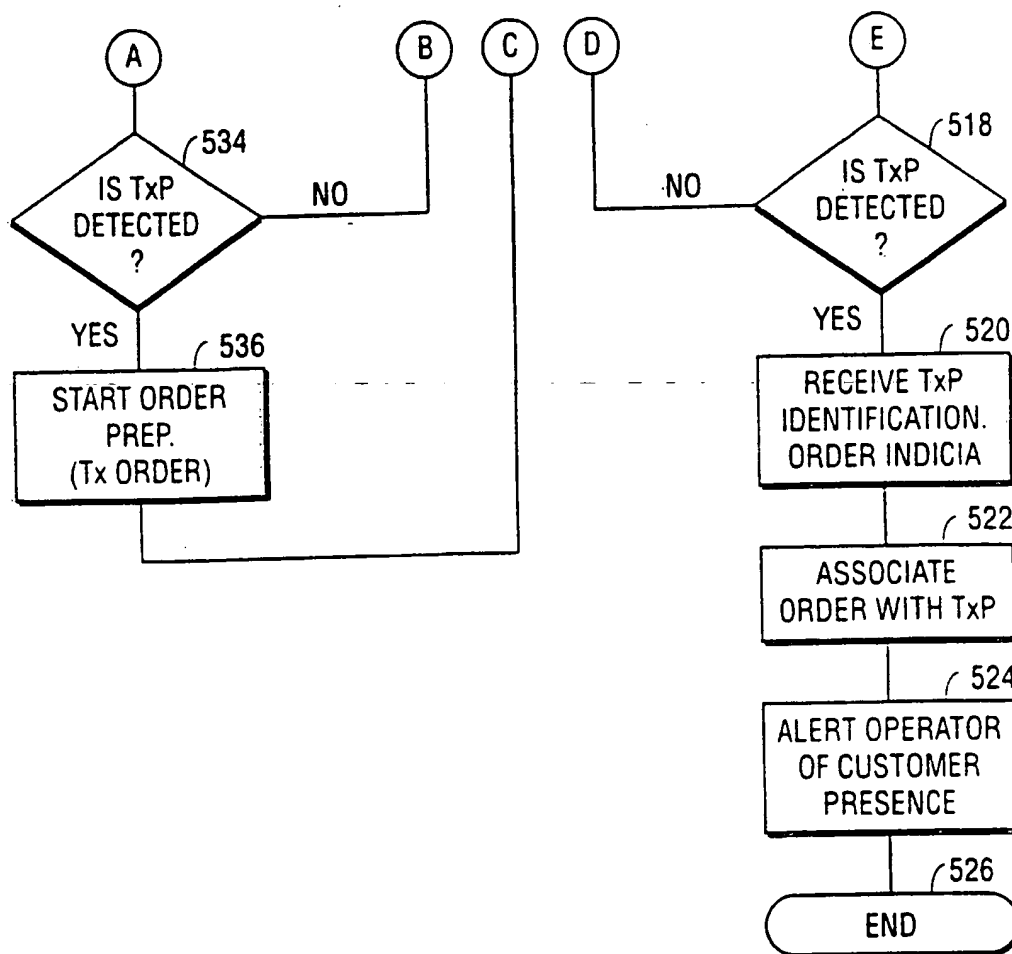 A
B
C
D
E
534
IS TxP
DETECTED
?
NO
YES
536
START ORDER
PREP.
(Tx ORDER)
518
IS TxP
DETECTED
?
NO
YES
520
RECEIVE TxP
IDENTIFICATION.
ORDER INDICIA
522
ASSOCIATE
ORDER WITH TxP
524
ALERT OPERATOR
OF CUSTOMER
PRESENCE
526
END